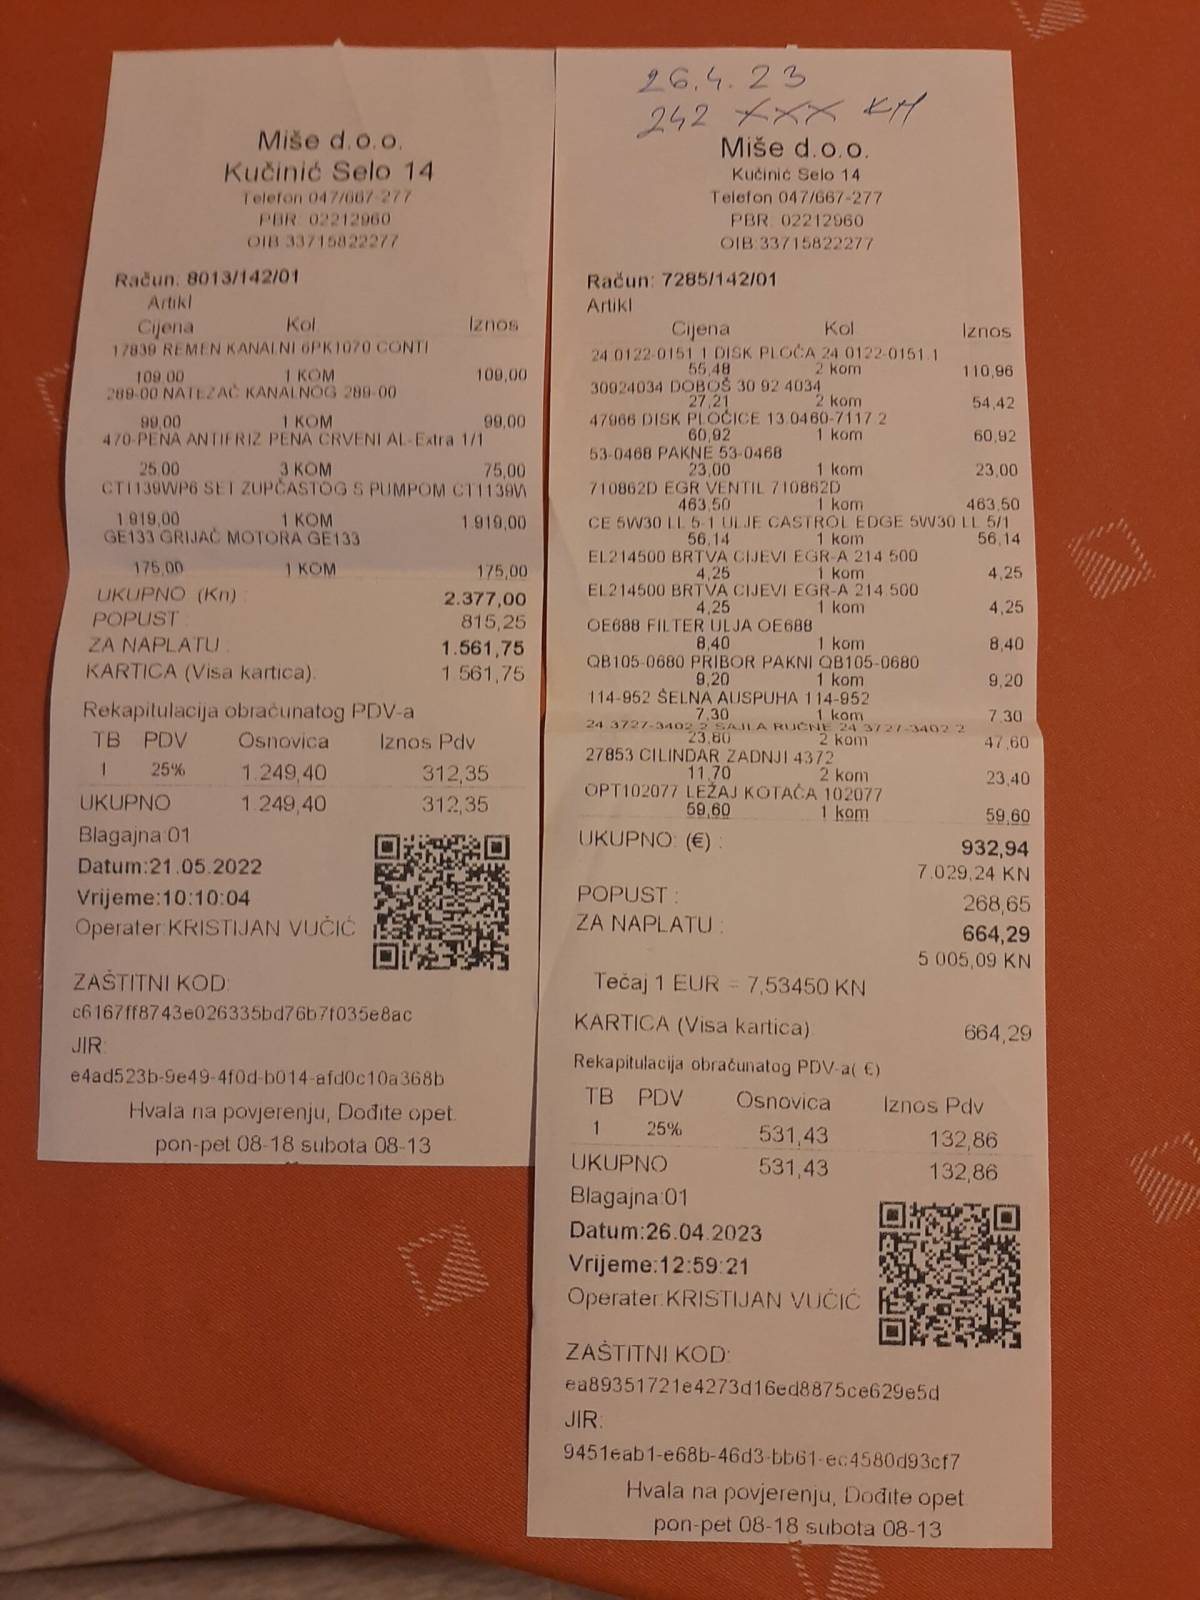 Miše d.o.o.
Kučinić Selo 14
Telefon 047/667-277
PBR: 02212960
OIB:33715822277
Račun: 8013/142/01
Artikl
Cijena Kol. Iznos
17839 REMEN KANALNI 6PK1070 CONTI
109,00 1 KOM 109,00
289-00 NATEZAČ KANALNOG 289-00
99,00 1 KOM 99,00
470-PENA ANTIFRIZ PENA CRVENI AL-Extra 1/1
25,00 3 KOM 75,00
CT1139WP6 SET ZUPČASTOG S PUMPOM CT1139W
1.919,00 1 KOM 1.919,00
GE133 GRIJAČ MOTORA GE133
175,00 1 KOM 175,00
UKUPNO (Kn) : 2.377,00
POPUST : 815,25
ZA NAPLATU : 1.561,75
KARTICA (Visa kartica): 1.561,75
Rekapitulacija obračunatog PDV-a
TB PDV Osnovica Iznos Pdv
1 25% 1.249,40 312,35
UKUPNO 1.249,40 312,35
Blagajna:01
Datum:21.05.2022
Vrijeme:10:10:04
Operater:KRISTIJAN VUČIĆ
ZAŠTITNI KOD:
c6167ff8743e026335bd76b7f035e8ac
JIR:
e4ad523b-9e49-4f0d-b014-afd0c10a368b
Hvala na povjerenju, Dođite opet.
pon-pet 08-18 subota 08-13
26.4.23
242 XXX KM
Miše d.o.o.
Kučinić Selo 14
Telefon 047/667-277
PBR: 02212960
OIB:33715822277
Račun: 7285/142/01
Artikl
Cijena Kol Iznos
24.0122-0151.1 DISK PLOČA 24.0122-0151.1
55,48 2 kom 110,96
30924034 DOBOŠ 30 92 4034
27,21 2 kom 54,42
47966 DISK PLOČICE 13.0460-7117.2
60,92 1 kom 60,92
53-0468 PAKNE 53-0468
23,00 1 kom 23,00
710862D EGR VENTIL 710862D
463,50 1 kom 463,50
CE 5W30 LL 5-1 ULJE CASTROL EDGE 5W30 LL 5/1
56,14 1 kom 56,14
EL214500 BRTVA CIJEVI EGR-A 214.500
4,25 1 kom 4,25
EL214500 BRTVA CIJEVI EGR-A 214.500
4,25 1 kom 4,25
OE688 FILTER ULJA OE688
8,40 1 kom 8,40
QB105-0680 PRIBOR PAKNI QB105-0680
9,20 1 kom 9,20
114-952 ŠELNA AUSPUHA 114-952
7,30 1 kom 7,30
24.3727-3402.2 SAJLA RUČNE 24.3727-3402.2
23,80 2 kom 47,60
27853 CILINDAR ZADNJI 4372
11,70 2 kom 23,40
OPT102077 LEŽAJ KOTAČA 102077
59,60 1 kom 59,60
UKUPNO: (€) : 932,94
7.029,24 KN
POPUST : 268,65
ZA NAPLATU : 664,29
5.005,09 KN
Tečaj 1 EUR = 7,53450 KN
KARTICA (Visa kartica): 664,29
Rekapitulacija obračunatog PDV-a( €)
TB PDV Osnovica Iznos Pdv
1 25% 531,43 132,86
UKUPNO 531,43 132,86
Blagajna:01
Datum:26.04.2023
Vrijeme:12:59:21
Operater:KRISTIJAN VUČIĆ
ZAŠTITNI KOD:
ea89351721e4273d16ed8875ce629e5d
JIR:
9451eab1-e68b-46d3-bb61-ec4580d93cf7
Hvala na povjerenju, Dođite opet.
pon-pet 08-18 subota 08-13